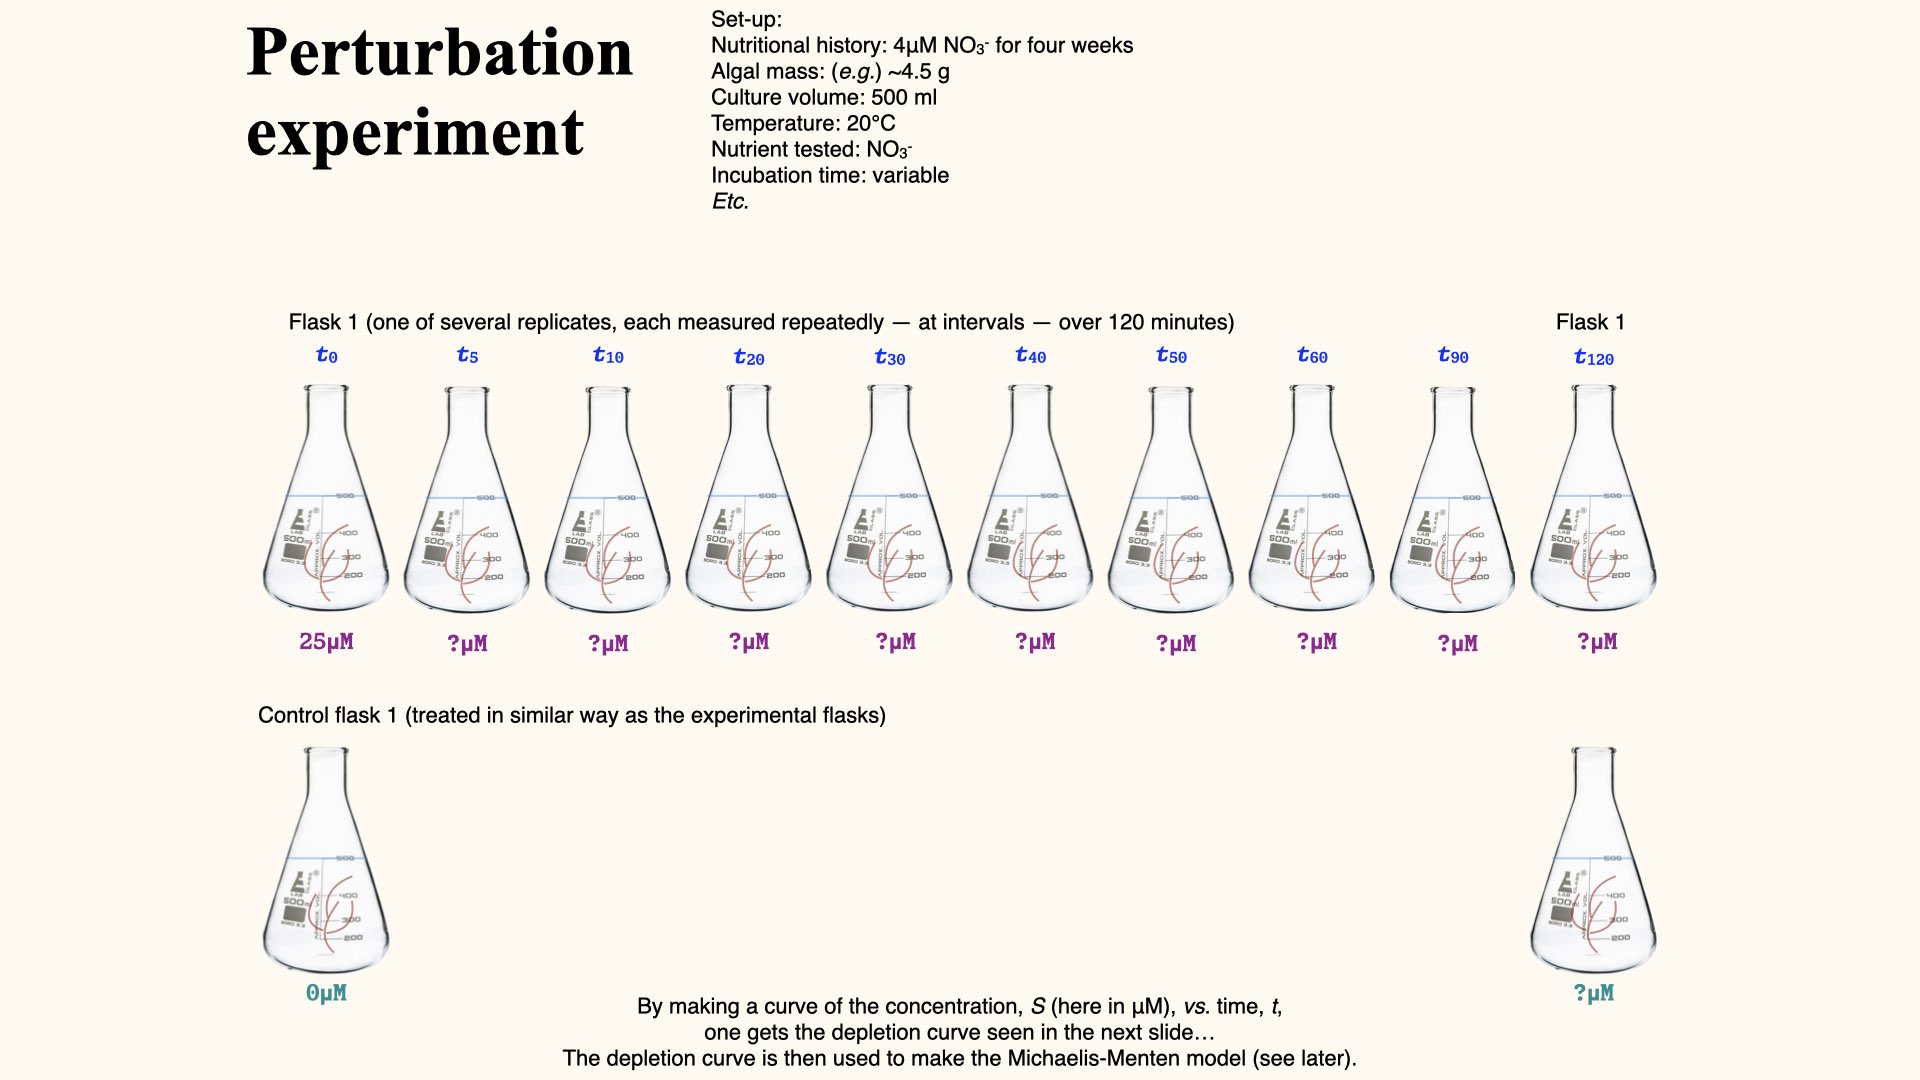 Perturbation
experiment
Set-up:
Nutritional history: 4µM NO₃⁻ for four weeks
Algal mass: (e.g.) ~4.5 g
Culture volume: 500 ml
Temperature: 20°C
Nutrient tested: NO₃⁻
Incubation time: variable
Etc.
Flask 1 (one of several replicates, each measured repeatedly — at intervals — over 120 minutes)
Flask 1
t₀ t₅ t₁₀ t₂₀ t₃₀ t₄₀ t₅₀ t₆₀ t₉₀ t₁₂₀
25µM ?µM ?µM ?µM ?µM ?µM ?µM ?µM ?µM ?µM
Control flask 1 (treated in similar way as the experimental flasks)
0µM
?µM
By making a curve of the concentration, S (here in µM), vs. time, t,
one gets the depletion curve seen in the next slide…
The depletion curve is then used to make the Michaelis-Menten model (see later).